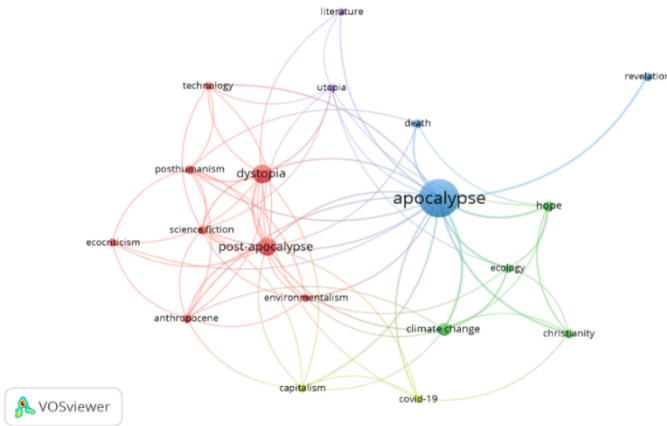 literature
revelation
technology
utopia
death
posthumanism
dystopia
apocalypse
hope
science fiction
ecocriticism
post-apocalypse
ecology
environmentalism
anthropocene
climate change
christianity
capitalism
covid-19
VOSviewer